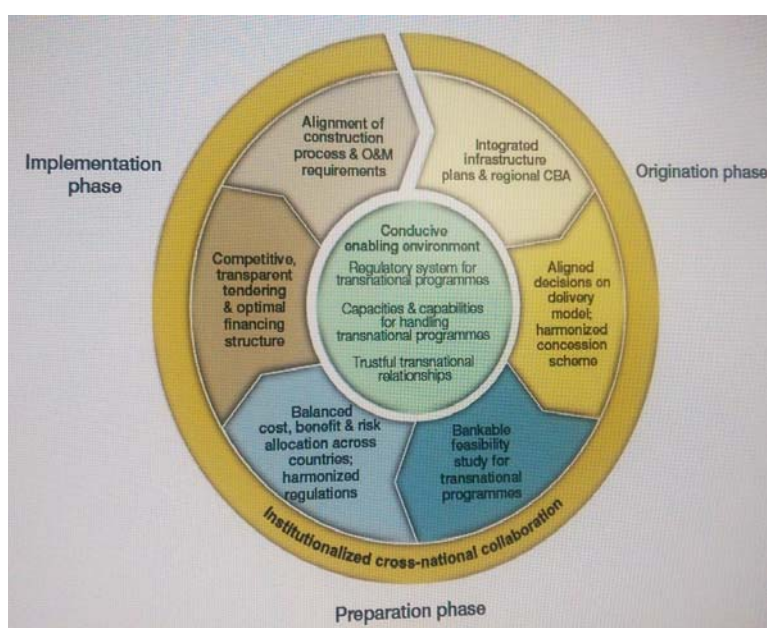 Implementation
phase
Origination phase
Preparation phase
Alignment of
construction
process & O&M
requirements
Integrated
infrastructure
plans & regional CBA
Aligned
decisions on
delivery
model;
harmonized
concession
scheme
Bankable
feasibility
study for
transnational
programmes
Balanced
cost, benefit & risk
allocation across
countries;
harmonized
regulations
Competitive,
transparent
tendering
& optimal
financing
structure
Conducive
enabling environment
Regulatory system for
transnational programmes
Capacities & capabilities
for handling
transnational programmes
Trustful transnational
relationships
Institutionalized cross-national collaboration